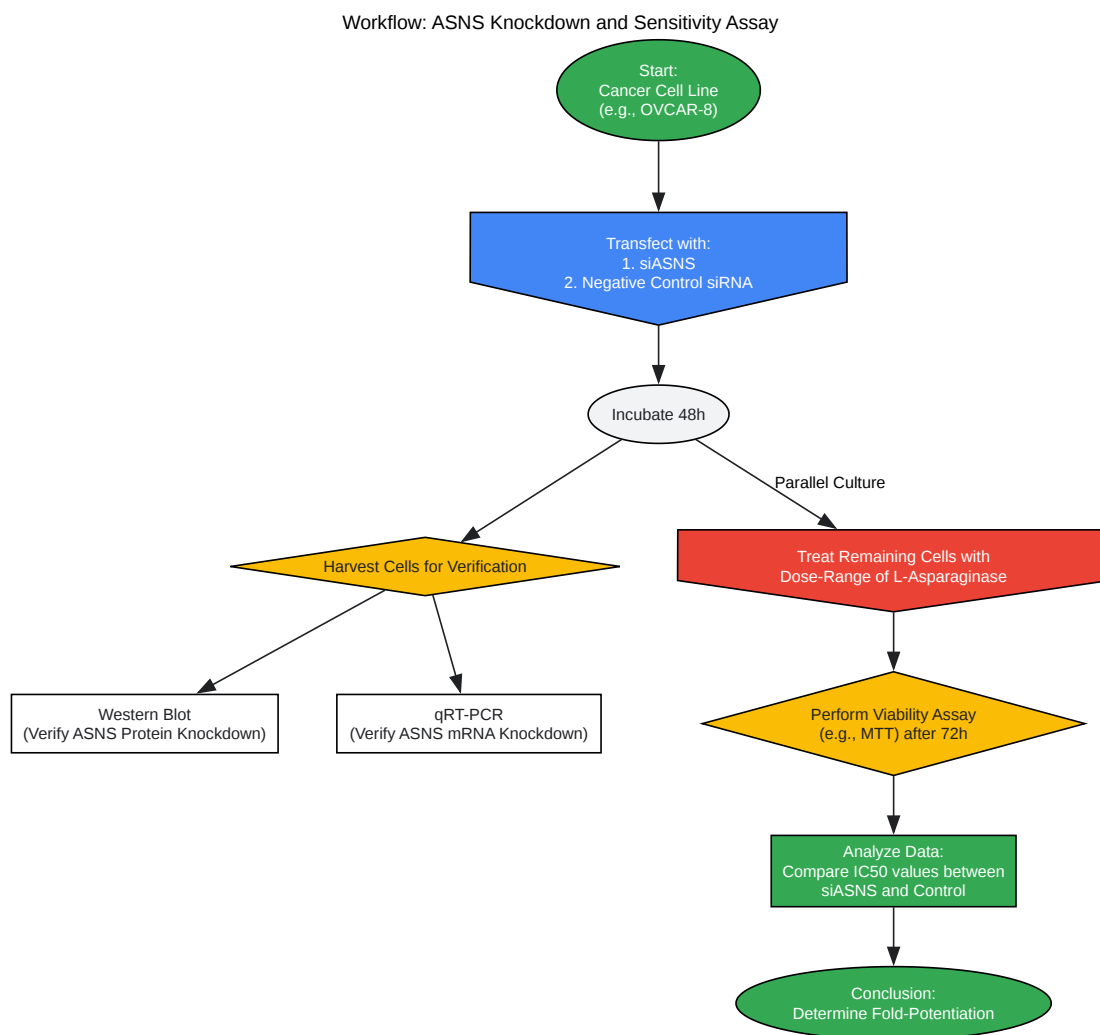 Workflow: ASNS Knockdown and Sensitivity Assay
Start:
Cancer Cell Line
(e.g., OVCAR-8)
Transfect with:
1. siASNS
2. Negative Control siRNA
Incubate 48h
Parallel Culture
Harvest Cells for Verification
Treat Remaining Cells with
Dose-Range of L-Asparaginase
Western Blot
(Verify ASNS Protein Knockdown)
qRT-PCR
(Verify ASNS mRNA Knockdown)
Perform Viability Assay
(e.g., MTT) after 72h
Analyze Data:
Compare IC50 values between
siASNS and Control
Conclusion:
Determine Fold-Potentiation